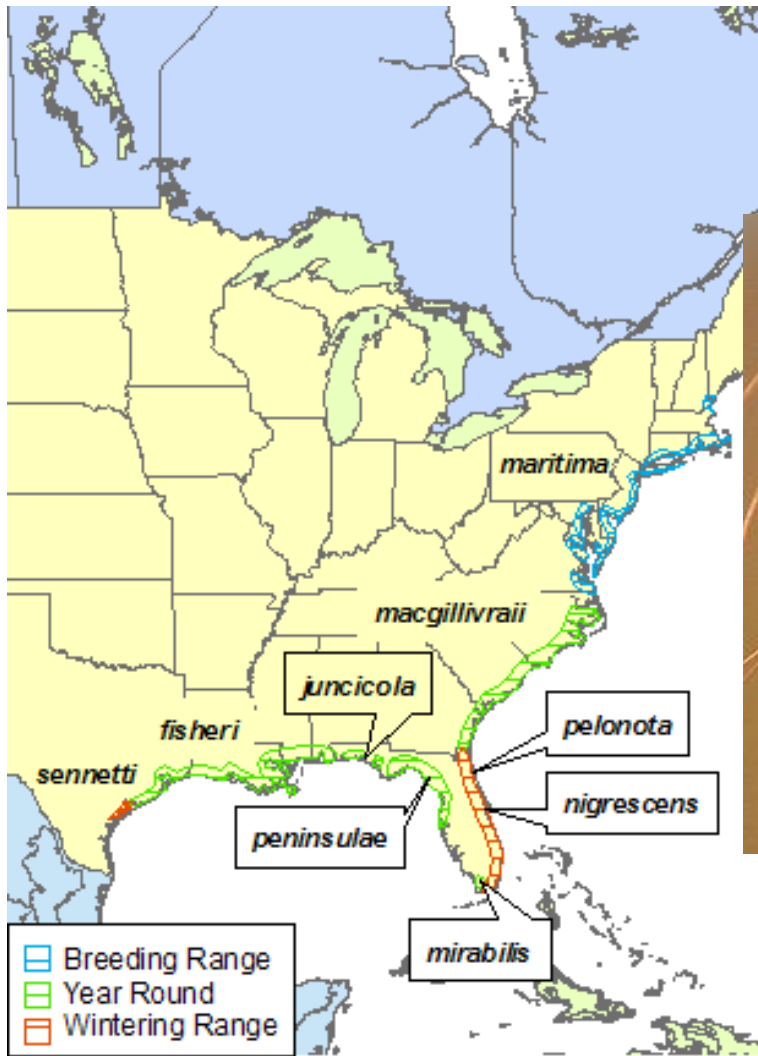 maritima
macgillivraii
juncicola
fisheri
pelonota
sennetti
nigrescens
peninsulae
mirabilis
Breeding Range
Year Round
Wintering Range